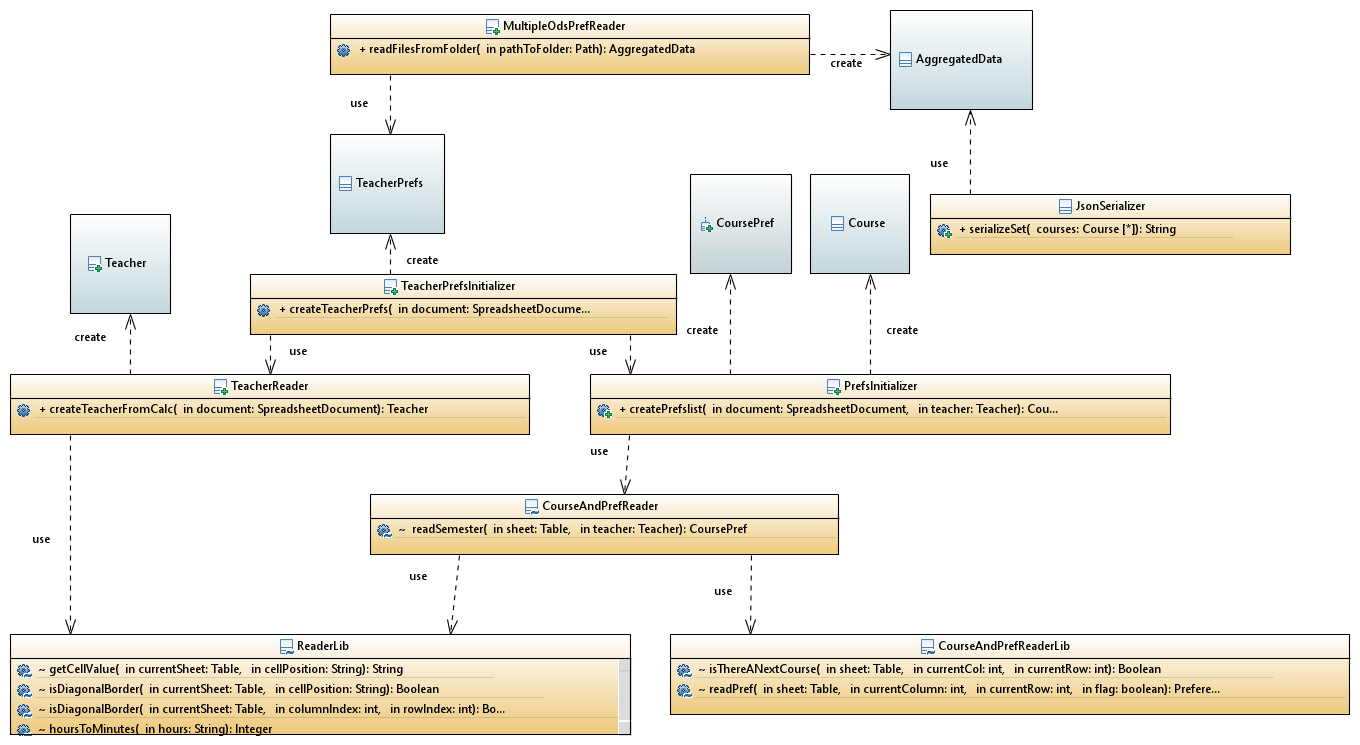 MultipleOdsPrefReader
+ readFilesFromFolder( in pathToFolder: Path): AggregatedData
create
AggregatedData
use
TeacherPrefs
use
CoursePref
Course
JsonSerializer
+ serializeSet( courses: Course [*]): String
Teacher
create
TeacherPrefsInitializer
+ createTeacherPrefs( in document: SpreadsheetDocume...
create
use
use
create
create
TeacherReader
+ createTeacherFromCalc( in document: SpreadsheetDocument): Teacher
PrefsInitializer
+ createPrefslist( in document: SpreadsheetDocument, in teacher: Teacher): Cou...
use
CourseAndPrefReader
~ readSemester( in sheet: Table, in teacher: Teacher): CoursePref
use
use
use
ReaderLib
~ getCellValue( in currentSheet: Table, in cellPosition: String): String
~ isDiagonalBorder( in currentSheet: Table, in cellPosition: String): Boolean
~ isDiagonalBorder( in currentSheet: Table, in columnIndex: int, in rowIndex: int): Bo...
~ hoursToMinutes( in hours: String): Integer
CourseAndPrefReaderLib
~ isThereANextCourse( in sheet: Table, in currentCol: int, in currentRow: int): Boolean
~ readPref( in sheet: Table, in currentColumn: int, in currentRow: int, in flag: boolean): Prefere...